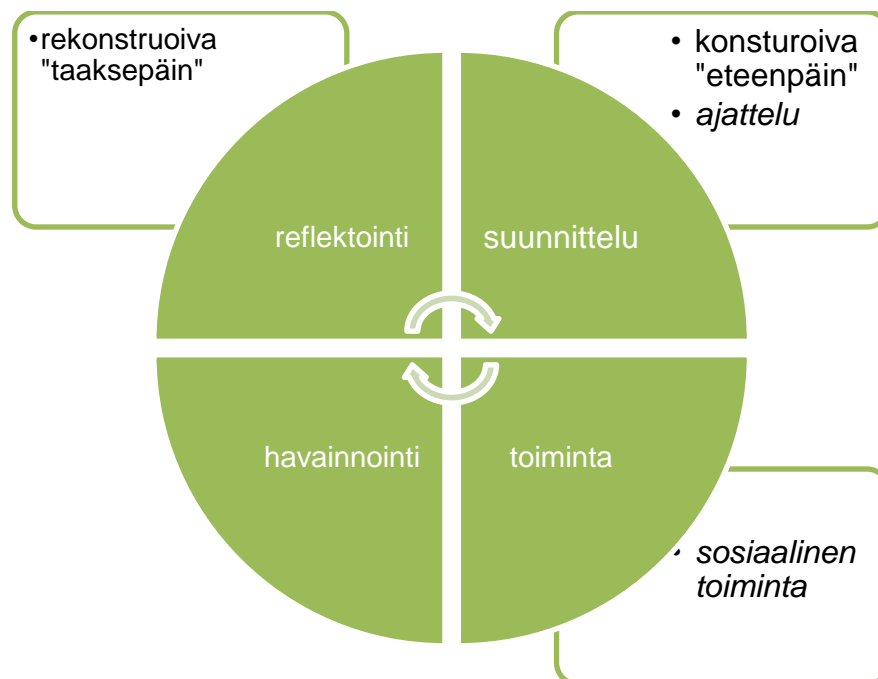 •rekonstruoiva
"taaksepäin"
• konsturoiva
"eteenpäin"
• ajattelu
reflektointi
suunnittelu
havainnointi
toiminta
• sosiaalinen
toiminta